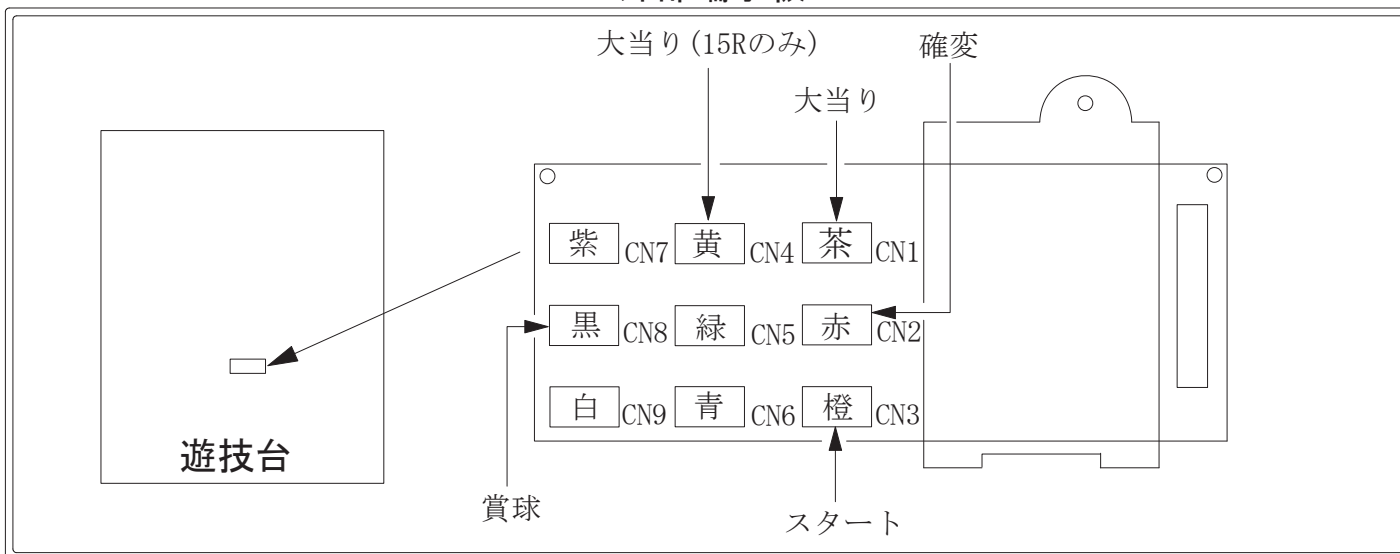 大当り(15Rのみ)
確変
大当り
紫 CN7 黄 CN4 茶 CN1
黒 CN8 緑 CN5 赤 CN2
白 CN9 青 CN6 橙 CN3
遊技台
賞球
スタート